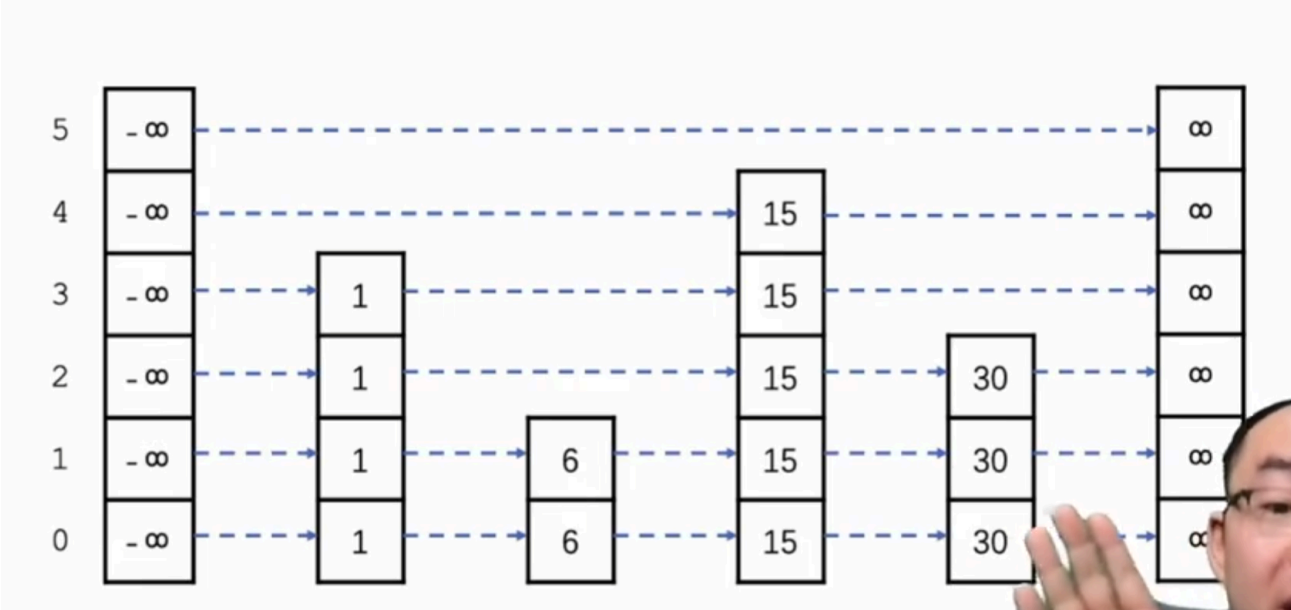 5 -∞ ∞
4 -∞ 15 ∞
3 -∞ 1 15 ∞
2 -∞ 1 15 30 ∞
1 -∞ 1 6 15 30 ∞
0 -∞ 1 6 15 30 ∞